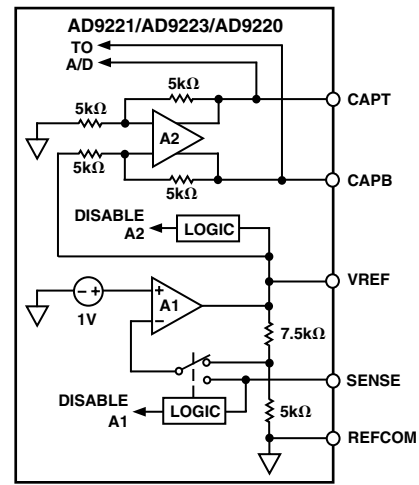 AD9221/AD9223/AD9220
TO
A/D
5kΩ
5kΩ
CAPT
A2
5kΩ
5kΩ
CAPB
DISABLE
A2
LOGIC
VREF
– +
1V
+
A1
–
7.5kΩ
SENSE
DISABLE
A1
LOGIC
5kΩ
REFCOM